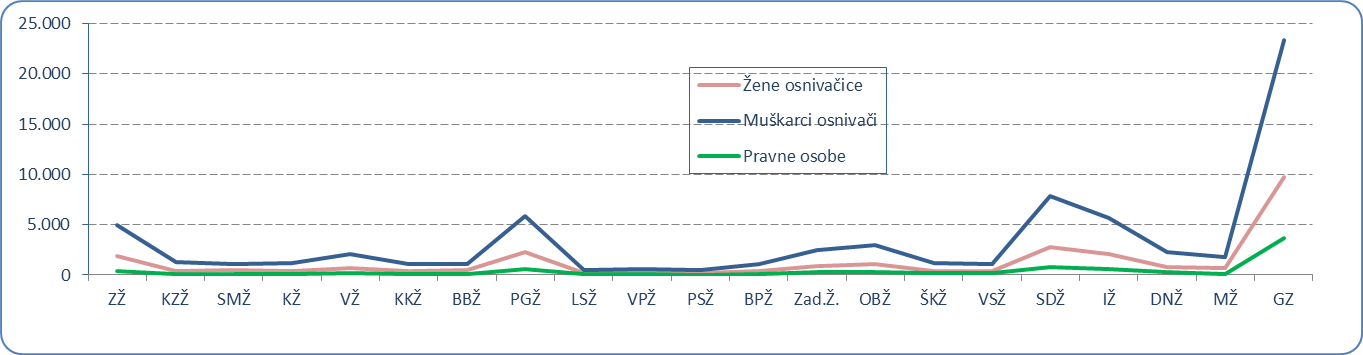 25.000
20.000
15.000
10.000
5.000
0
Žene osnivačice
Muškarci osnivači
Pravne osobe
ZŽ KZŽ SMŽ KŽ VŽ KKŽ BBŽ PGŽ LSŽ VPŽ PSŽ BPŽ Zad.Ž. OBŽ ŠKŽ VSŽ SDŽ IŽ DNŽ MŽ GZ